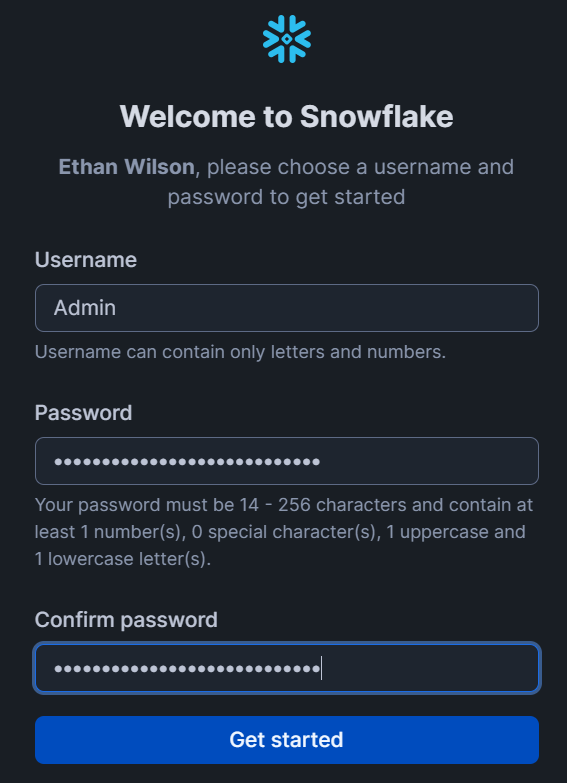 Welcome to Snowflake
Ethan Wilson, please choose a username and
password to get started
Username
Admin
Username can contain only letters and numbers.
Password
••••••••••••••••••••••••••••
Your password must be 14 - 256 characters and contain at
least 1 number(s), 0 special character(s), 1 uppercase and
1 lowercase letter(s).
Confirm password
••••••••••••••••••••••••••••
Get started